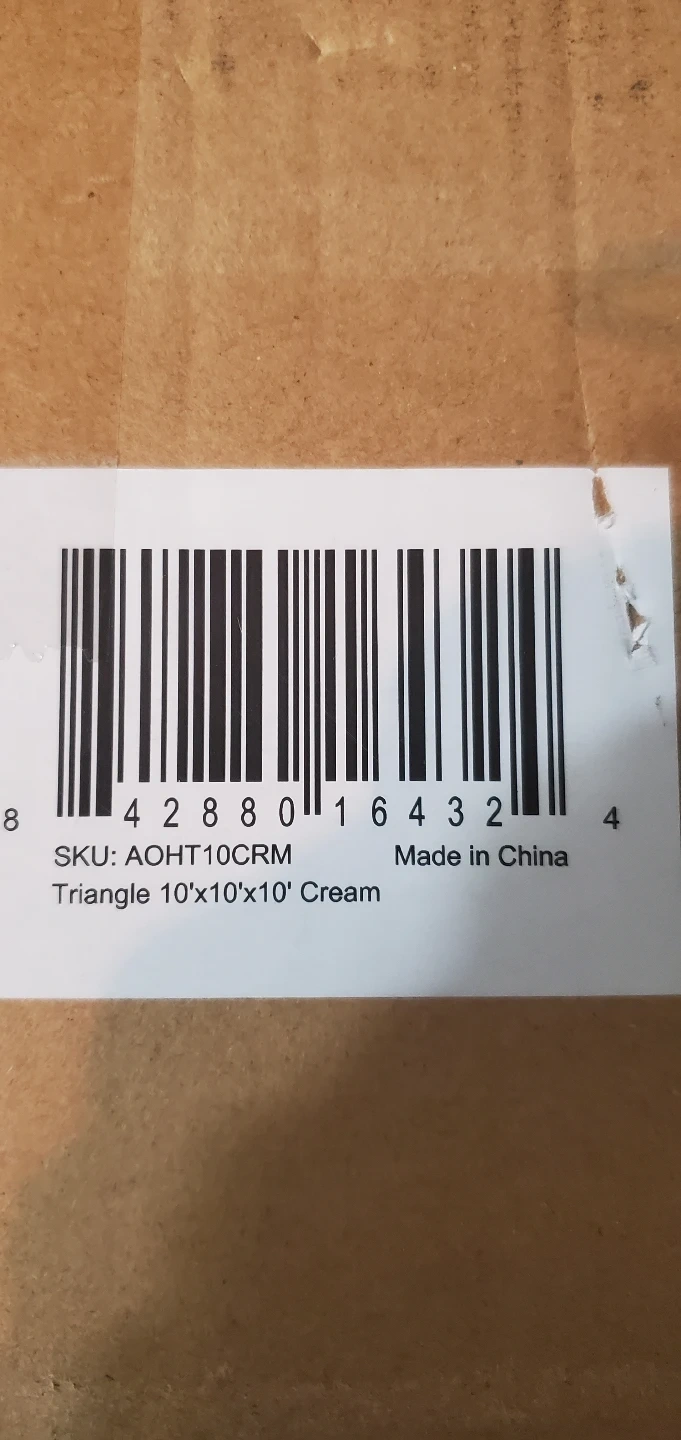 8 42880 16432 4
SKU: AOHT10CRM Made in China
Triangle 10'x10'x10' Cream